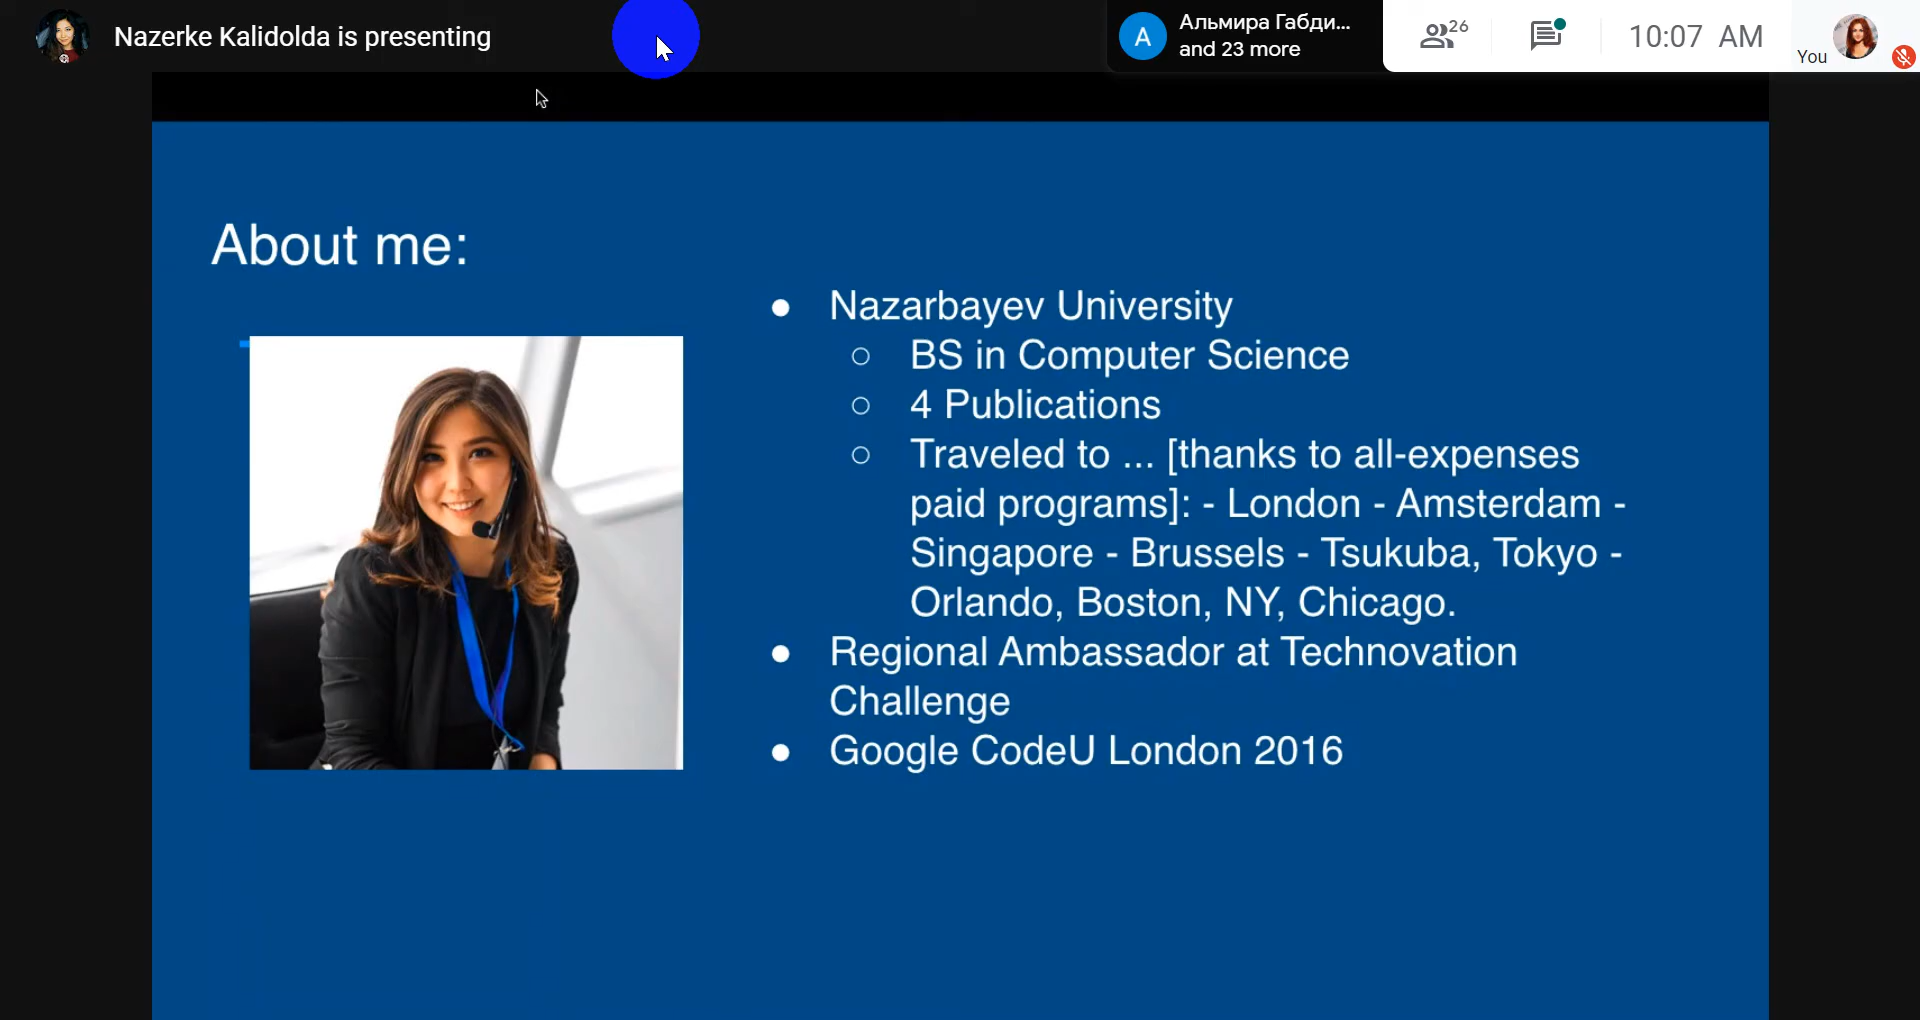 Nazerke Kalidolda is presenting
A
Альмира Габди...
and 23 more
26
10:07 AM
You
About me:
● Nazarbayev University
○ BS in Computer Science
○ 4 Publications
○ Traveled to ... [thanks to all-expenses
paid programs]: - London - Amsterdam -
Singapore - Brussels - Tsukuba, Tokyo -
Orlando, Boston, NY, Chicago.
● Regional Ambassador at Technovation
Challenge
● Google CodeU London 2016